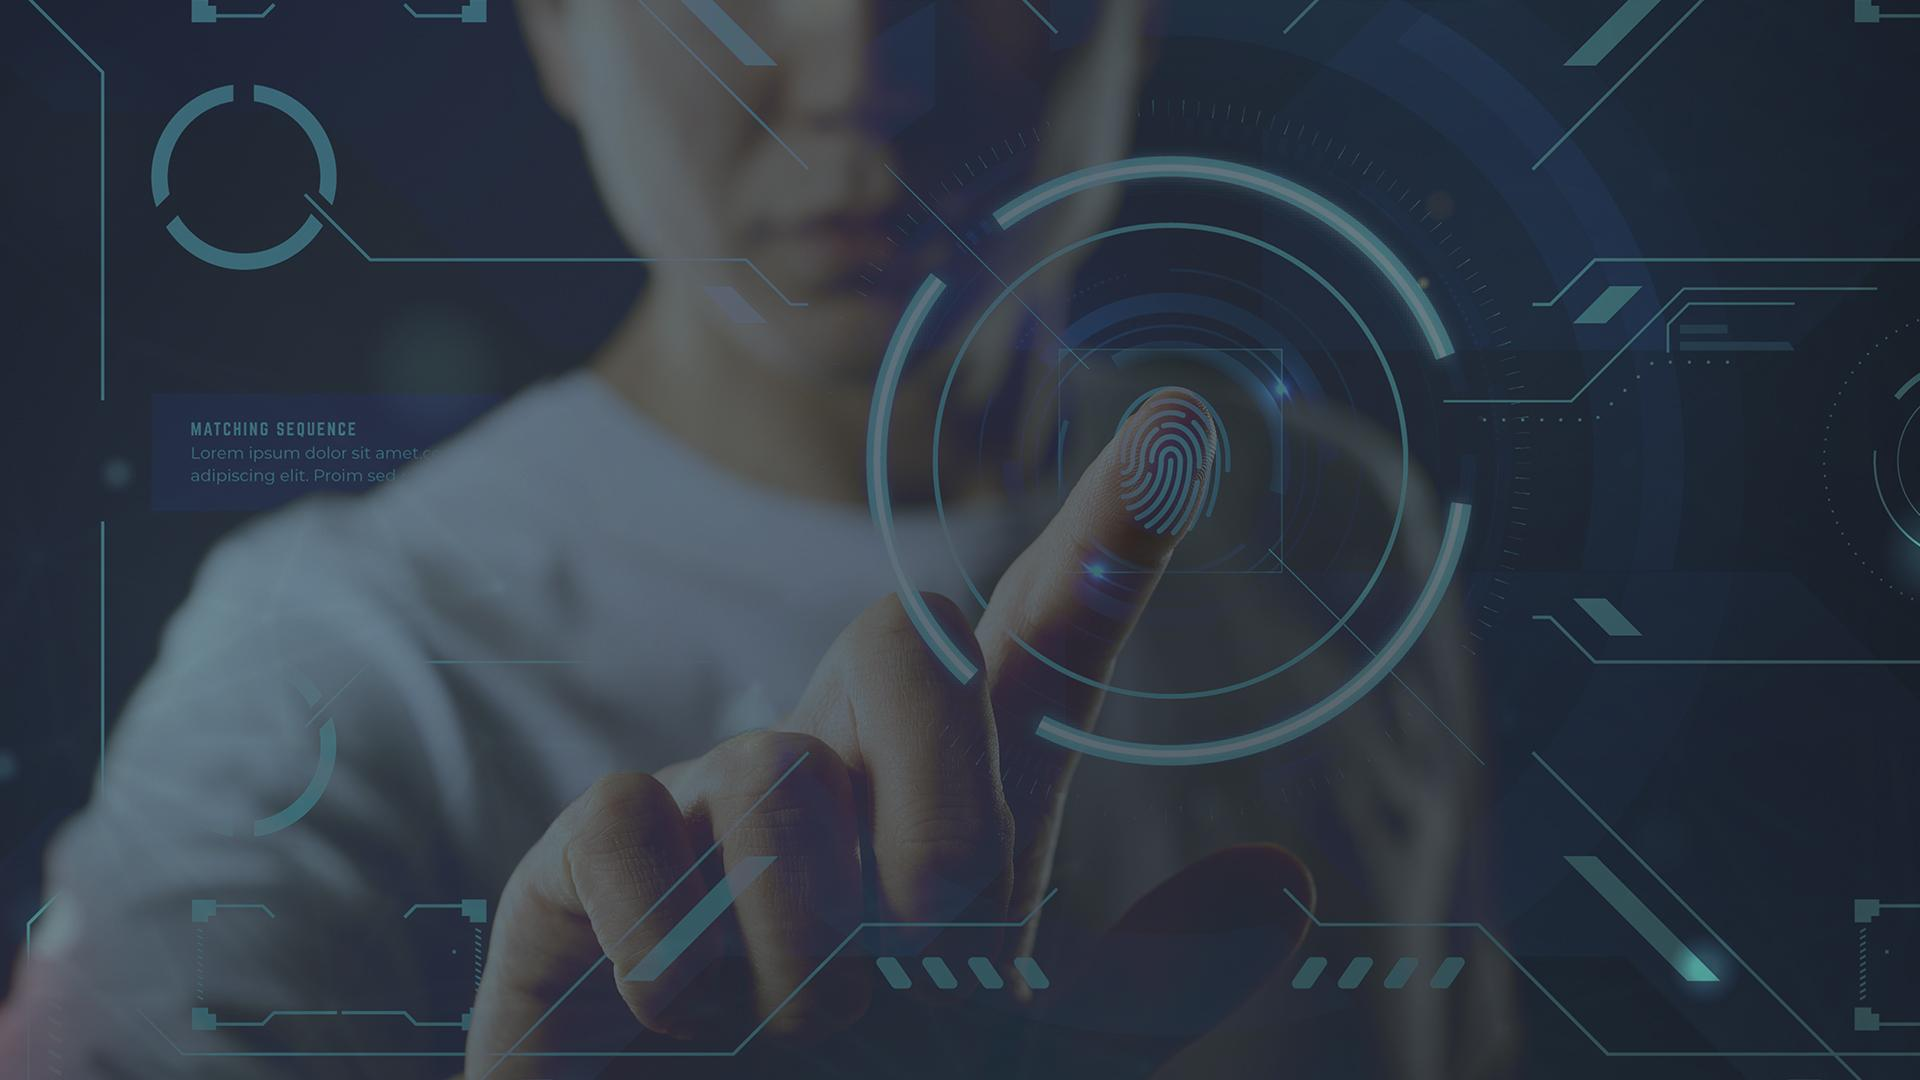 MATCHING SEQUENCE
Lorem ipsum dolor sit amet,
adipiscing elit. Proim sed